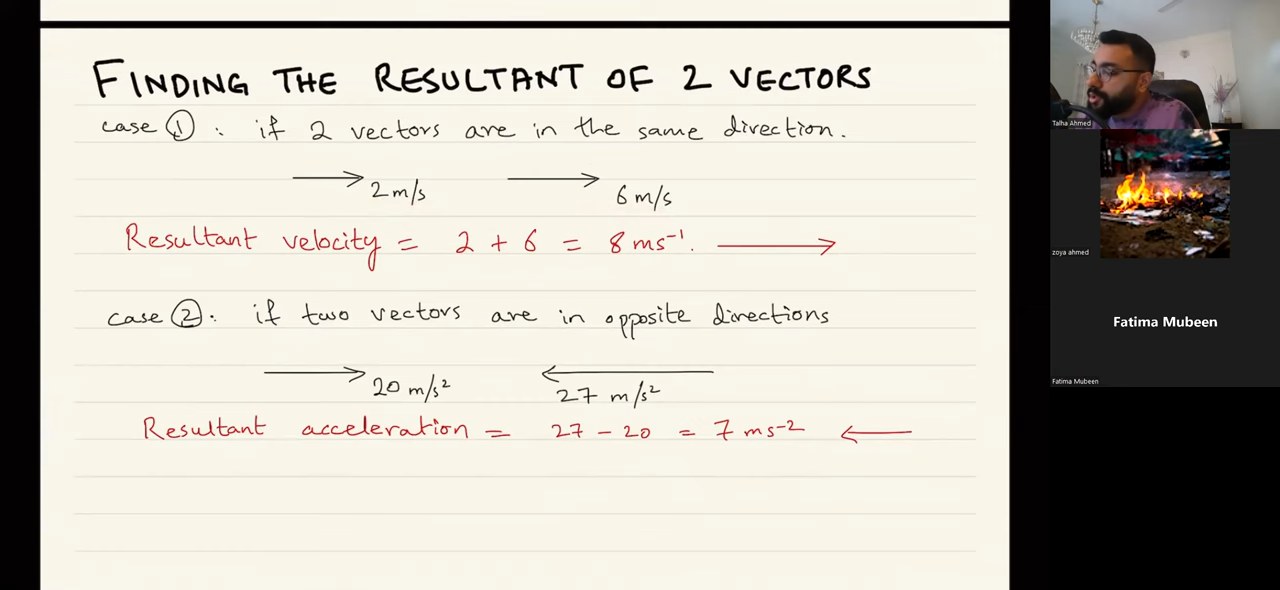 FINDING THE RESULTANT OF 2 VECTORS
case ①: if 2 vectors are in the same direction.
2 m/s 6 m/s
Resultant velocity = 2 + 6 = 8 ms⁻¹.
case ②: if two vectors are in opposite directions
20 m/s² 27 m/s²
Resultant acceleration = 27 - 20 = 7 ms⁻²
Talha Ahmed
zoya ahmed
Fatima Mubeen
Fatima Mubeen